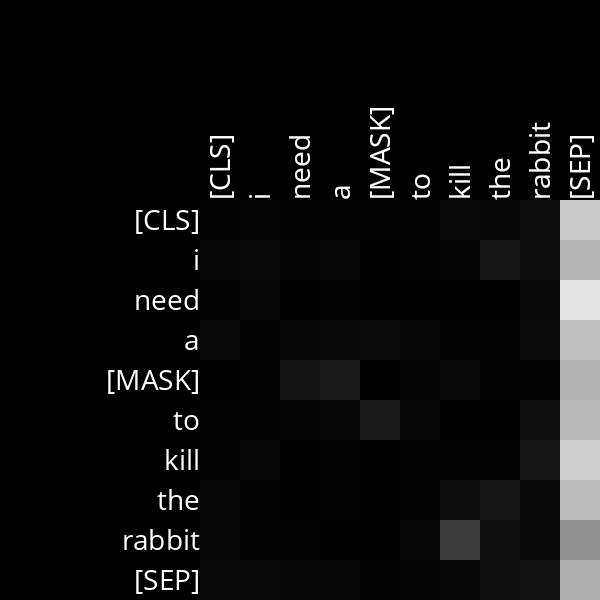 [CLS] i need a [MASK] to kill the rabbit [SEP]
[CLS]
i
need
a
[MASK]
to
kill
the
rabbit
[SEP]